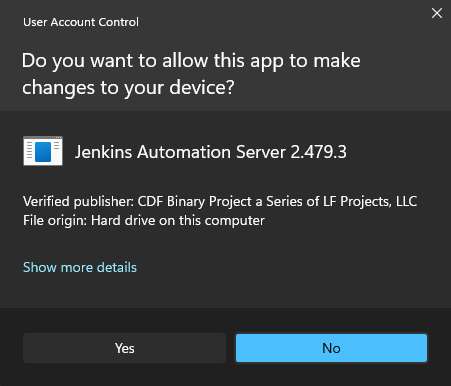 User Account Control
Do you want to allow this app to make
changes to your device?
Jenkins Automation Server 2.479.3
Verified publisher: CDF Binary Project a Series of LF Projects, LLC
File origin: Hard drive on this computer
Show more details
Yes
No